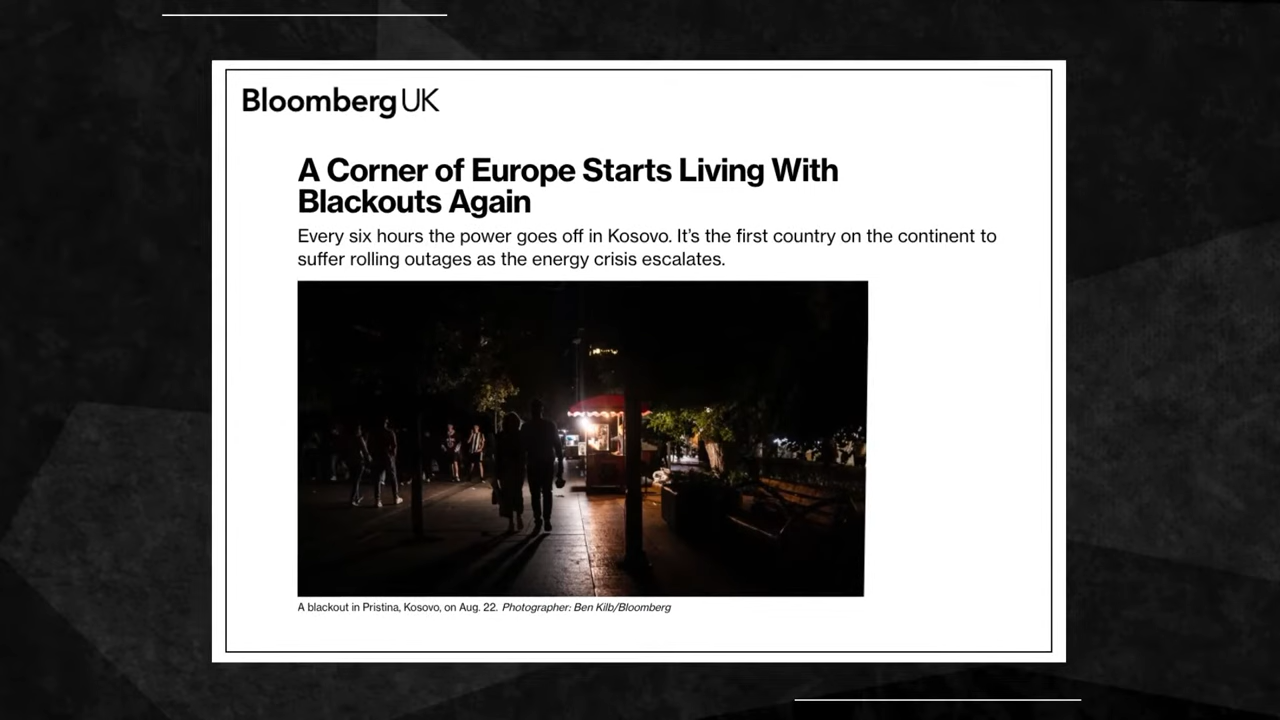 Bloomberg UK
A Corner of Europe Starts Living With
Blackouts Again
Every six hours the power goes off in Kosovo. It's the first country on the continent to
suffer rolling outages as the energy crisis escalates.
A blackout in Pristina, Kosovo, on Aug. 22. Photographer: Ben Kilb/Bloomberg